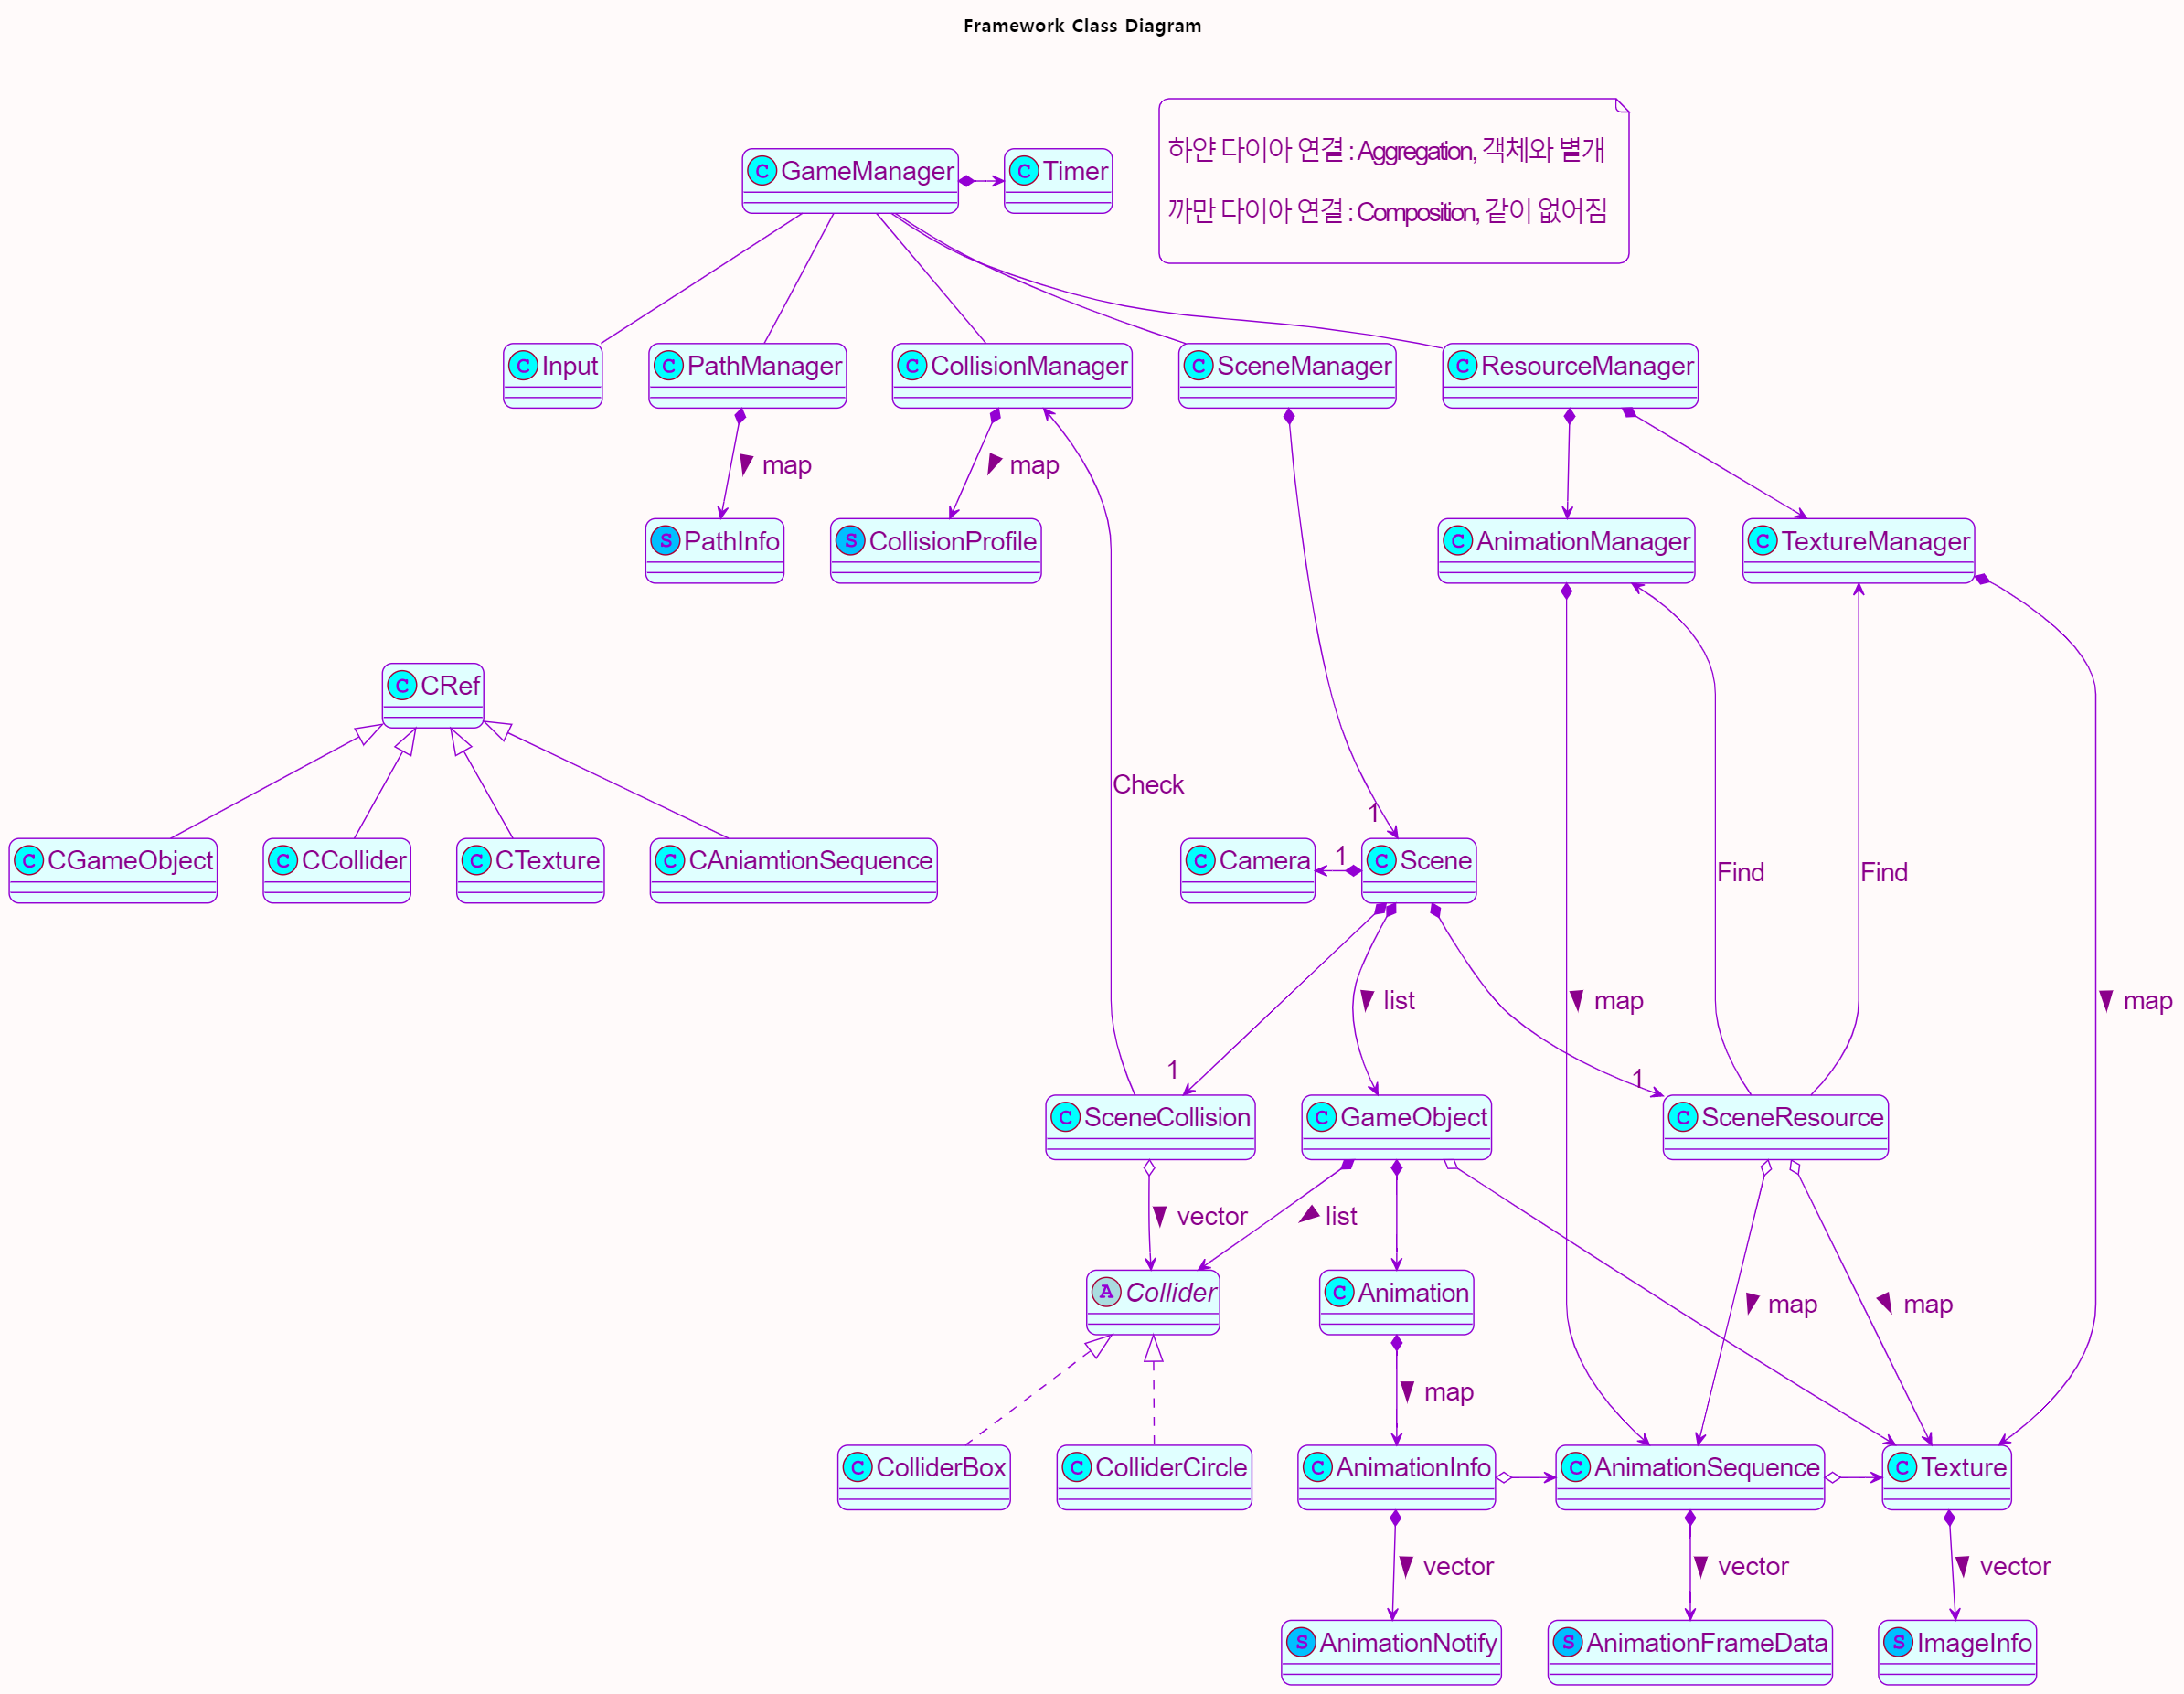 Framework Class Diagram
하얀 다이아 연결 : Aggregation, 객체와 별개
까만 다이아 연결 : Composition, 같이 없어짐
C GameManager
C Timer
C Input
C PathManager
C CollisionManager
C SceneManager
C ResourceManager
map
map
S PathInfo
S CollisionProfile
C AnimationManager
C TextureManager
C CRef
Check
1
C CGameObject
C CCollider
C CTexture
C CAniamtionSequence
C Camera
1
C Scene
Find
Find
list
map
map
1
1
C SceneCollision
C GameObject
C SceneResource
vector
list
A Collider
C Animation
map
map
map
C ColliderBox
C ColliderCircle
C AnimationInfo
C AnimationSequence
C Texture
vector
vector
vector
S AnimationNotify
S AnimationFrameData
S ImageInfo